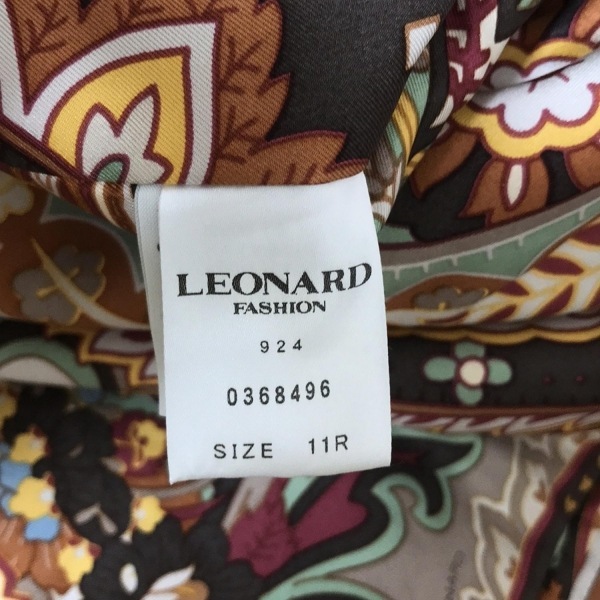 LEONARD
FASHION
924
0368496
SIZE 11R